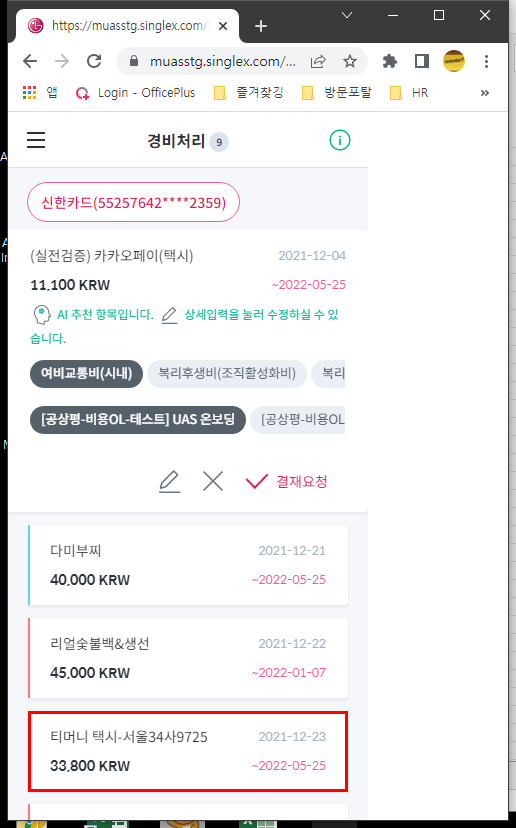 https://muasstg.singlex.com/
muasstg.singlex.com/...
앱
Login - OfficePlus
즐겨찾깅
방문포탈
HR
»
경비처리 9
신한카드(55257642****2359)
(실전검증) 카카오페이(택시) 2021-12-04
11,100 KRW ~2022-05-25
AI 추천 항목입니다. 상세입력을 눌러 수정하실 수 있
습니다.
여비교통비(시내) 복리후생비(조직활성화비) 복리
[공상평-비용OL-테스트] UAS 온보딩 [공상평-비용OL
결재요청
다미부찌 2021-12-21
40,000 KRW ~2022-05-25
리얼숯불백&생선 2021-12-22
45,000 KRW ~2022-01-07
티머니 택시-서울34사9725 2021-12-23
33,800 KRW ~2022-05-25